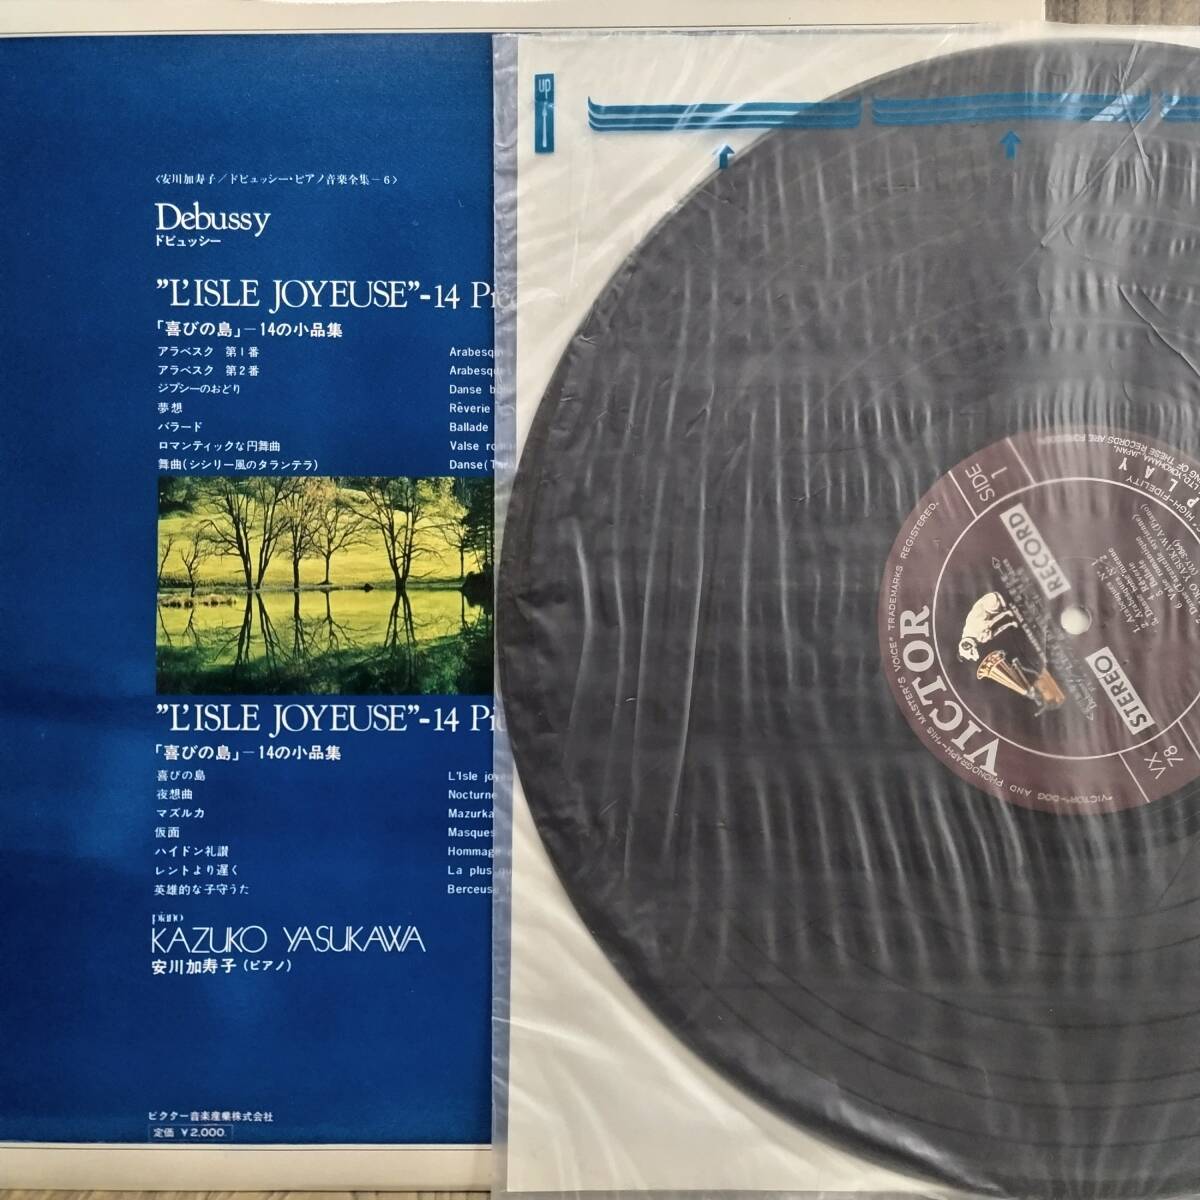 〈安川加寿子／ドビュッシー・ピアノ音楽全集－6〉
Debussy
ドビュッシー
"L'ISLE JOYEUSE"-14
「喜びの島」－14の小品集
アラベスク 第1番 Arabesque
アラベスク 第2番 Arabesque
ジプシーのおどり Danse
夢想 Rêverie
バラード Ballade
ロマンティックな円舞曲 Valse
舞曲(シシリー風のタランテラ) Danse
"L'ISLE JOYEUSE"-14
「喜びの島」－14の小品集
喜びの島 L'Isle
夜想曲 Nocturne
マズルカ Mazurka
仮面 Masques
ハイドン礼讃 Hommage
レントより遅く La plus
英雄的な子守うた Berceuse
Piano
KAZUKO YASUKAWA
安川加寿子(ピアノ)
ビクター音楽産業株式会社
定価 ¥2,000.
up
SIDE
1
VICTOR
RECORD
STEREO
VX
78
"VICTOR"-DOG AND PHONOGRAPH-"HIS MASTER'S VOICE" TRADEMARKS REGISTERED.